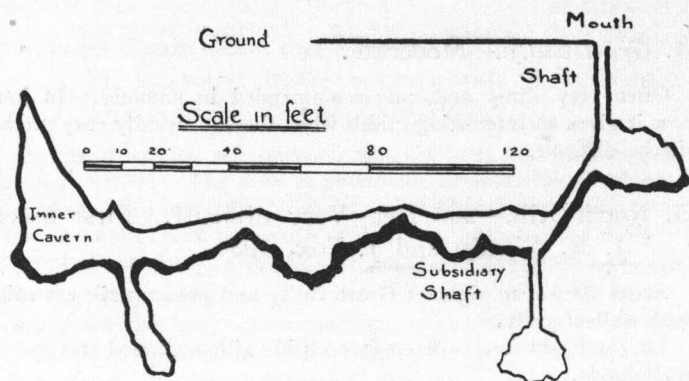 Mouth
Ground
Shaft
Scale in feet
0 10 20 40 80 120
Inner
Cavern
Subsidiary
Shaft